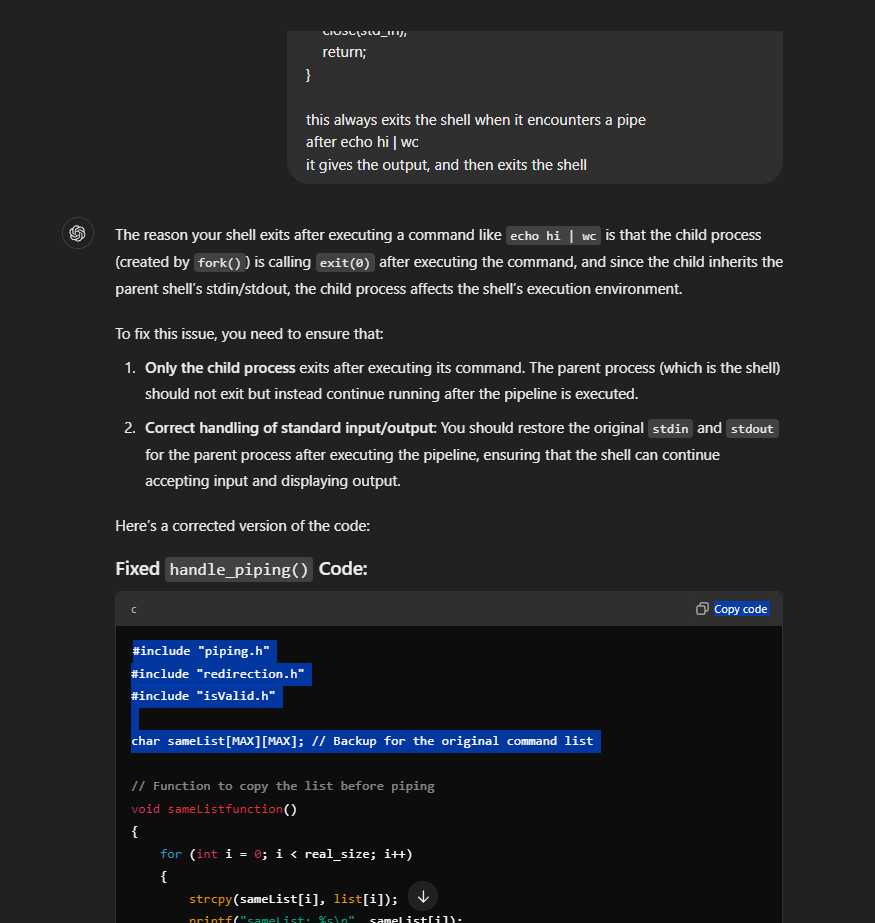 close(std_in);
return;
}
this always exits the shell when it encounters a pipe
after echo hi | wc
it gives the output, and then exits the shell
The reason your shell exits after executing a command like echo hi | wc is that the child process
(created by fork()) is calling exit(0) after executing the command, and since the child inherits the
parent shell's stdin/stdout, the child process affects the shell's execution environment.
To fix this issue, you need to ensure that:
1. Only the child process exits after executing its command. The parent process (which is the shell)
should not exit but instead continue running after the pipeline is executed.
2. Correct handling of standard input/output: You should restore the original stdin and stdout
for the parent process after executing the pipeline, ensuring that the shell can continue
accepting input and displaying output.
Here's a corrected version of the code:
Fixed handle_piping() Code:
c
Copy code
#include "piping.h"
#include "redirection.h"
#include "isValid.h"
char sameList[MAX][MAX]; // Backup for the original command list
// Function to copy the list before piping
void sameListfunction()
{
for (int i = 0; i < real_size; i++)
{
strcpy(sameList[i], list[i]);
printf("sameList: %s\n", sameList[i]);